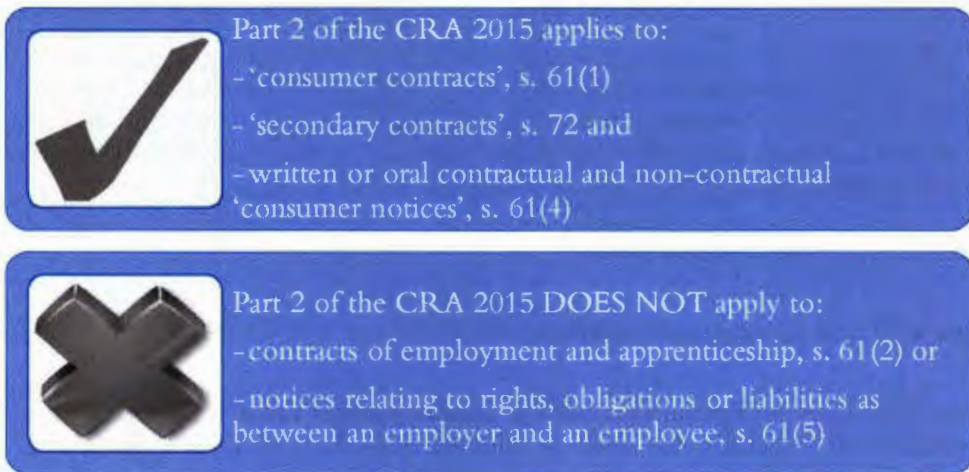 Part 2 of the CRA 2015 applies to:
-‘consumer contracts’, s. 61(1)
-‘secondary contracts’, s. 72 and
-written or oral contractual and non-contractual
‘consumer notices’, s. 61(4)
Part 2 of the CRA 2015 DOES NOT apply to:
-contracts of employment and apprenticeship, s. 61(2) or
-notices relating to rights, obligations or liabilities as
between an employer and an employee, s. 61(5)